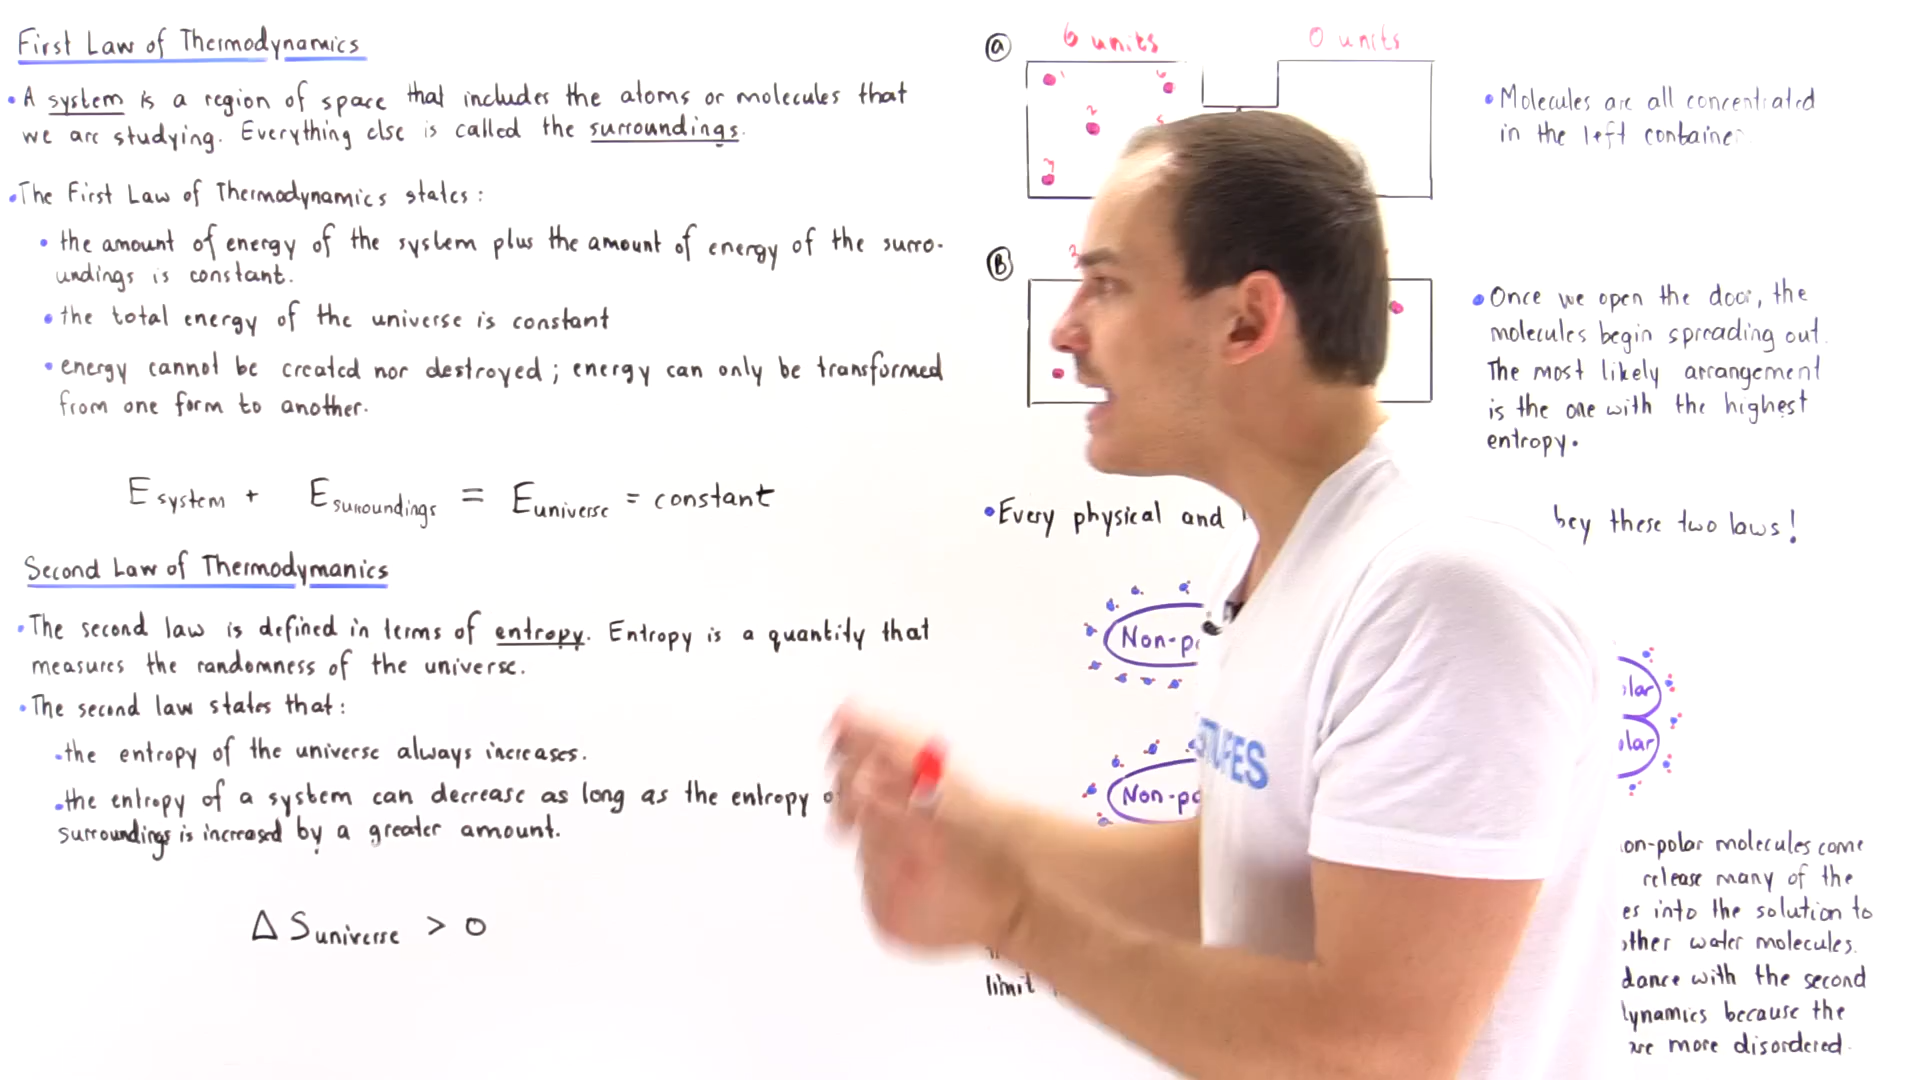 First Law of Thermodynamics
• A system is a region of space that includes the atoms or molecules that
we are studying. Everything else is called the surroundings.
• The First Law of Thermodynamics states:
• the amount of energy of the system plus the amount of energy of the surro-
undings is constant.
• the total energy of the universe is constant
• energy cannot be created nor destroyed; energy can only be transformed
from one form to another.
E system + E surroundings = E universe = constant
Second Law of Thermodymanics
• The second law is defined in terms of entropy. Entropy is a quantity that
measures the randomness of the universe.
• The second law states that:
• the entropy of the universe always increases.
• the entropy of a system can decrease as long as the entropy
surroundings is increased by a greater amount.
Δ S universe > 0
A 6 units 0 units
1 6
2 5
• Molecules are all concentrated
in the left container
B
• Once we open the door, the
molecules begin spreading out.
The most likely arrangement
is the one with the highest
entropy.
• Every physical and
these two laws!
limit
molecules come
release many of the
into the solution to
water molecules.
with the second
because the
more disordered.